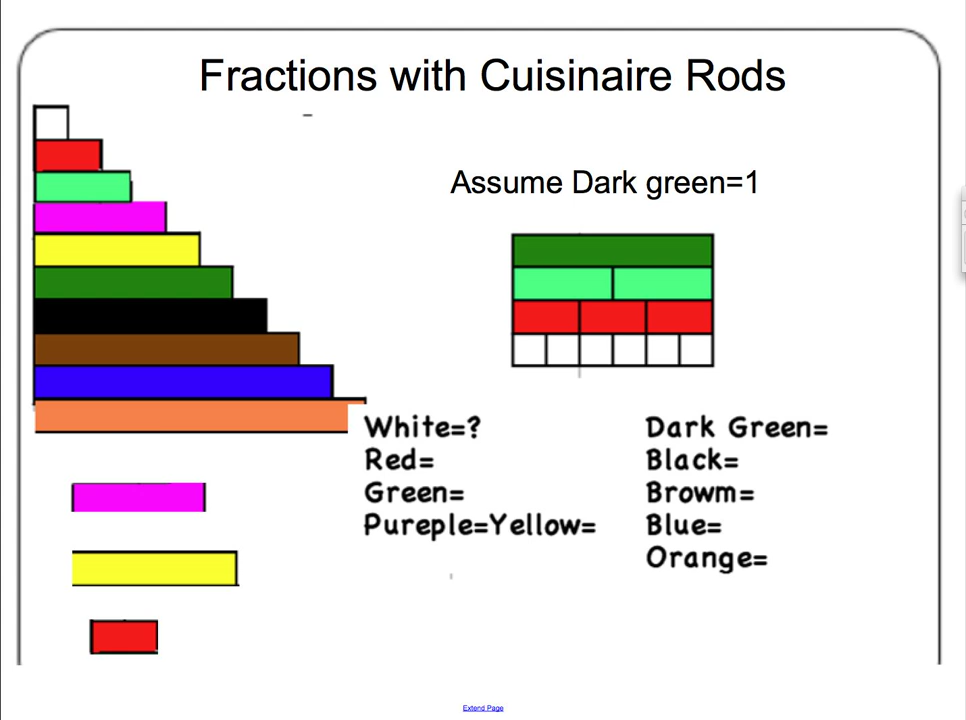 Fractions with Cuisinaire Rods
Assume Dark green=1
White=?
Red=
Green=
Pureple=Yellow=
Dark Green=
Black=
Browm=
Blue=
Orange=
Extend Page